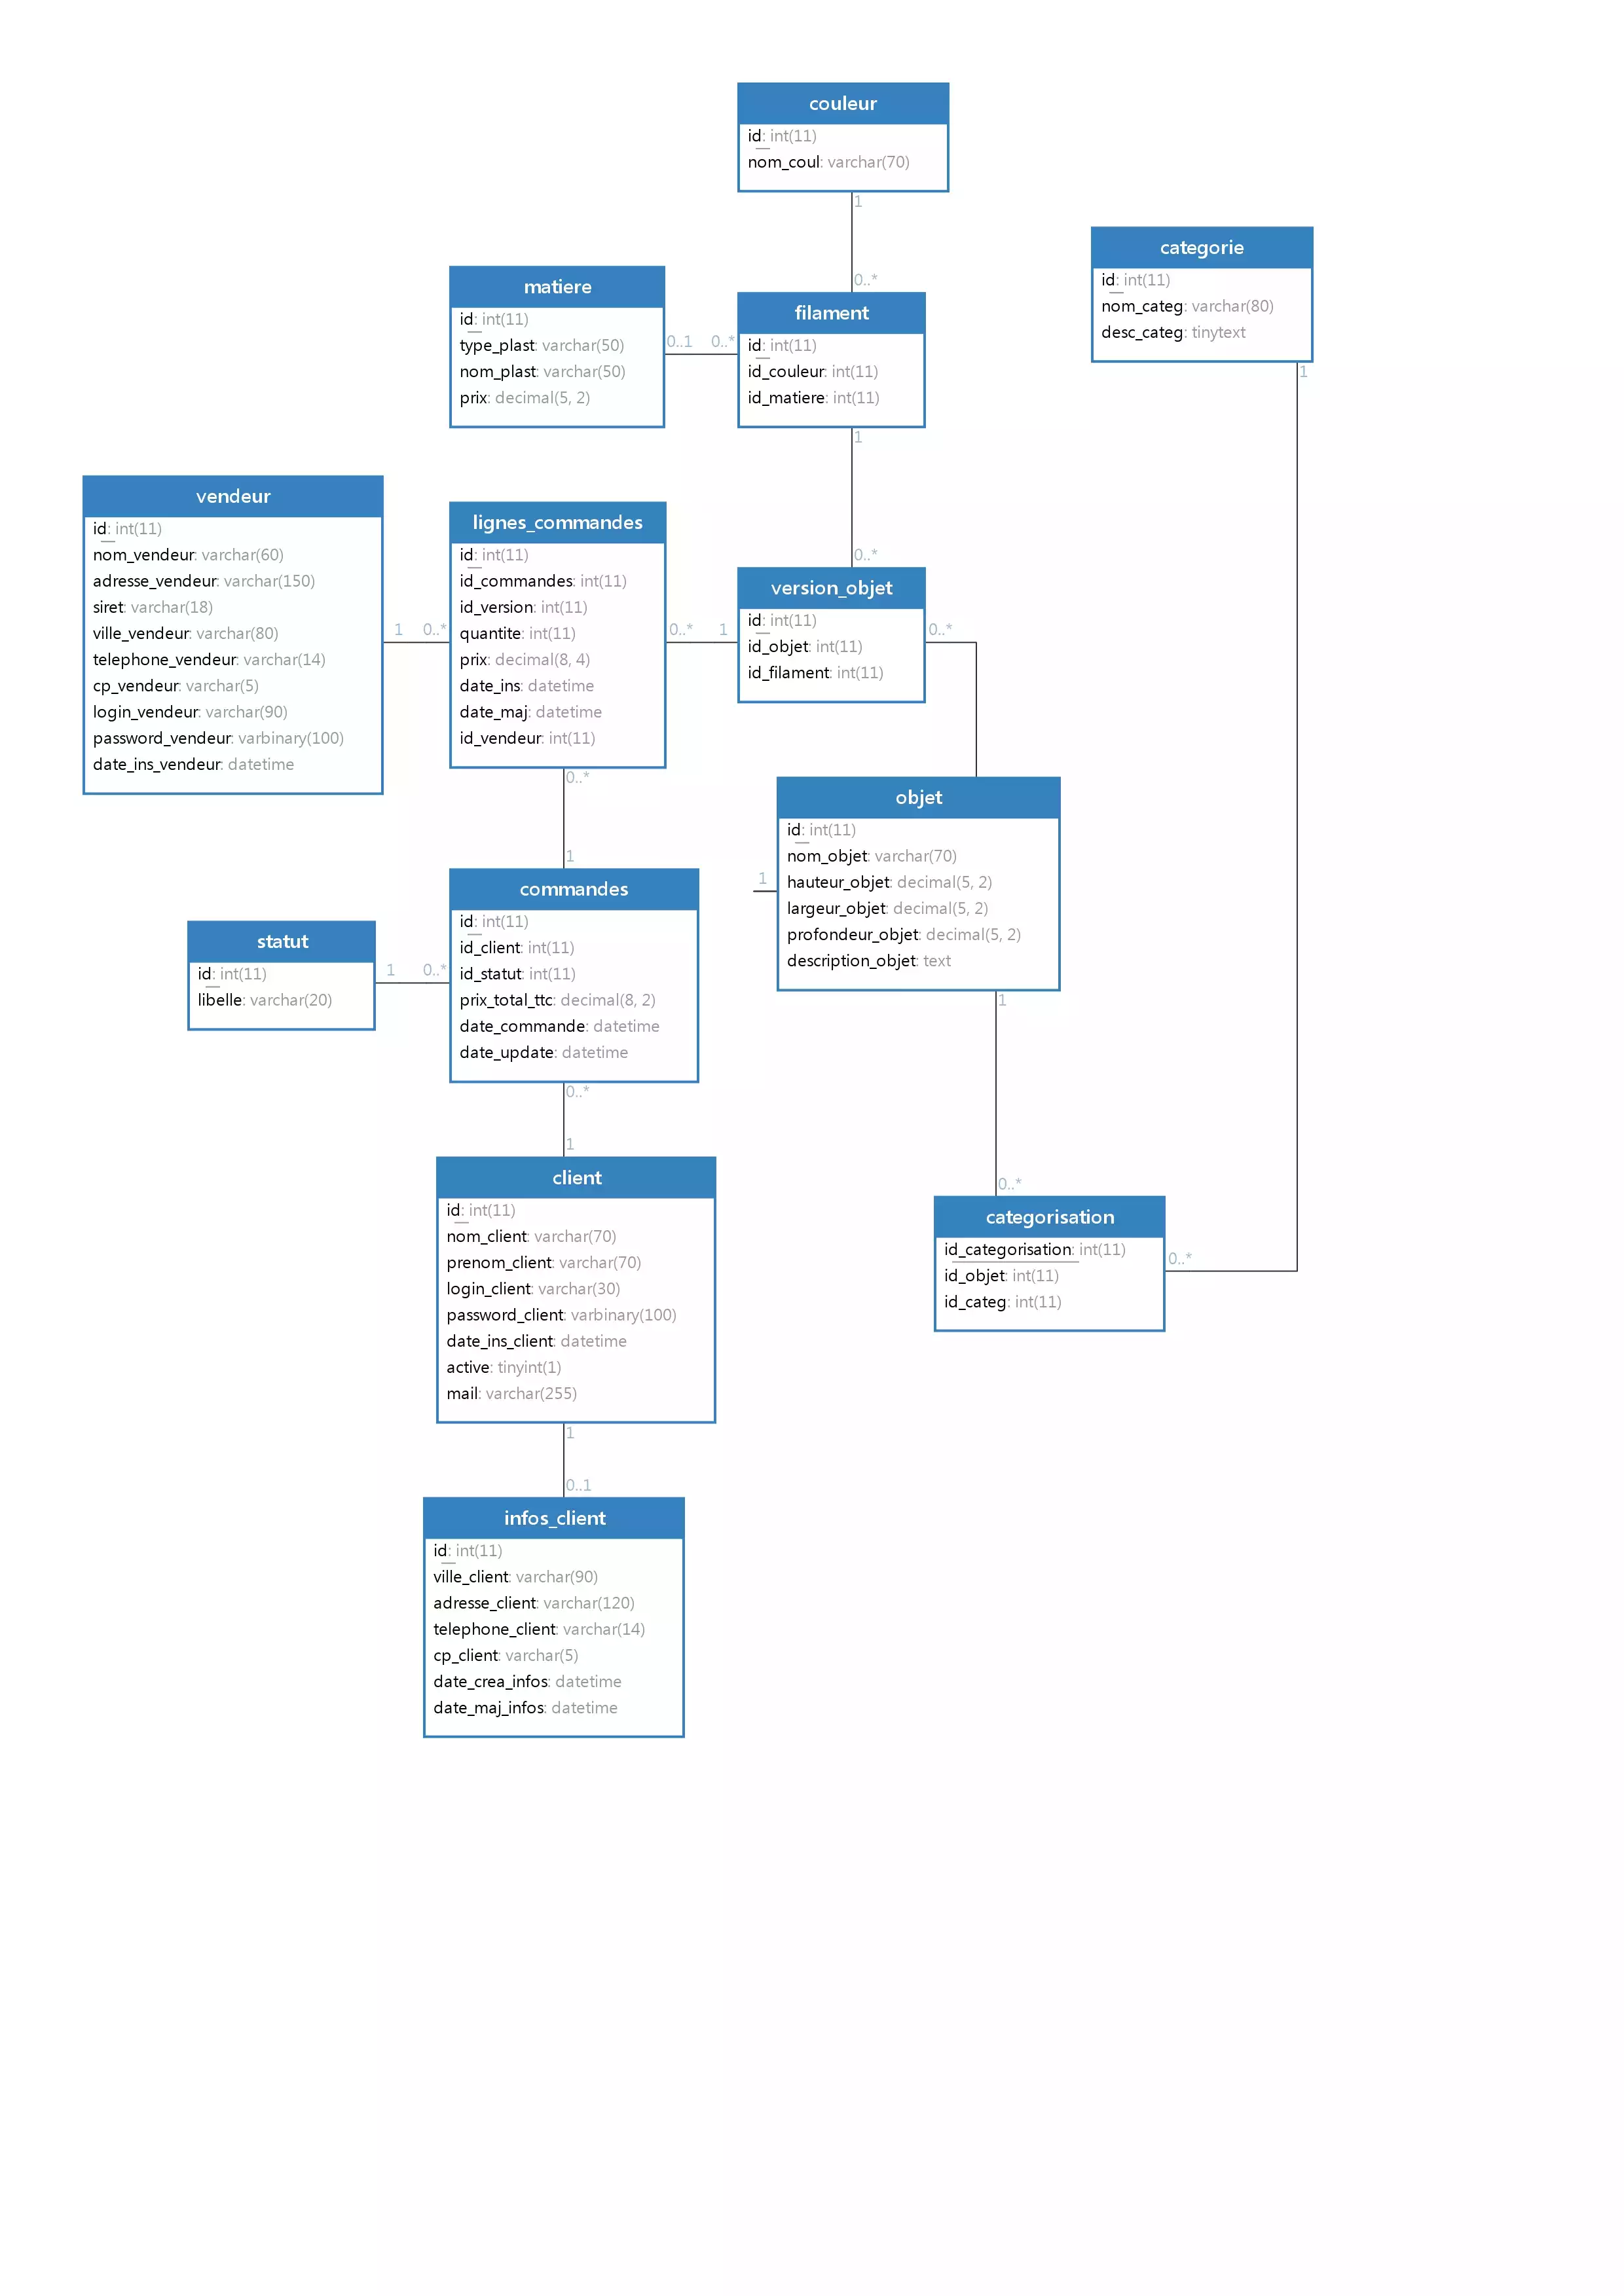 couleur
id: int(11)
nom_coul: varchar(70)
1
0..*
categorie
id: int(11)
nom_categ: varchar(80)
desc_categ: tinytext
1
matiere
id: int(11)
type_plast: varchar(50)
nom_plast: varchar(50)
prix: decimal(5, 2)
0..1 0..*
filament
id: int(11)
id_couleur: int(11)
id_matiere: int(11)
1
0..*
vendeur
id: int(11)
nom_vendeur: varchar(60)
adresse_vendeur: varchar(150)
siret: varchar(18)
ville_vendeur: varchar(80)
telephone_vendeur: varchar(14)
cp_vendeur: varchar(5)
login_vendeur: varchar(90)
password_vendeur: varbinary(100)
date_ins_vendeur: datetime
1 0..*
lignes_commandes
id: int(11)
id_commandes: int(11)
id_version: int(11)
quantite: int(11)
prix: decimal(8, 4)
date_ins: datetime
date_maj: datetime
id_vendeur: int(11)
0..* 1
version_objet
id: int(11)
id_objet: int(11)
id_filament: int(11)
0..*
0..*
1
objet
id: int(11)
nom_objet: varchar(70)
hauteur_objet: decimal(5, 2)
largeur_objet: decimal(5, 2)
profondeur_objet: decimal(5, 2)
description_objet: text
1
1
0..*
statut
id: int(11)
libelle: varchar(20)
1 0..*
commandes
id: int(11)
id_client: int(11)
id_statut: int(11)
prix_total_ttc: decimal(8, 2)
date_commande: datetime
date_update: datetime
0..*
1
client
id: int(11)
nom_client: varchar(70)
prenom_client: varchar(70)
login_client: varchar(30)
password_client: varbinary(100)
date_ins_client: datetime
active: tinyint(1)
mail: varchar(255)
1
0..1
categorisation
id_categorisation: int(11)
id_objet: int(11)
id_categ: int(11)
0..*
infos_client
id: int(11)
ville_client: varchar(90)
adresse_client: varchar(120)
telephone_client: varchar(14)
cp_client: varchar(5)
date_crea_infos: datetime
date_maj_infos: datetime